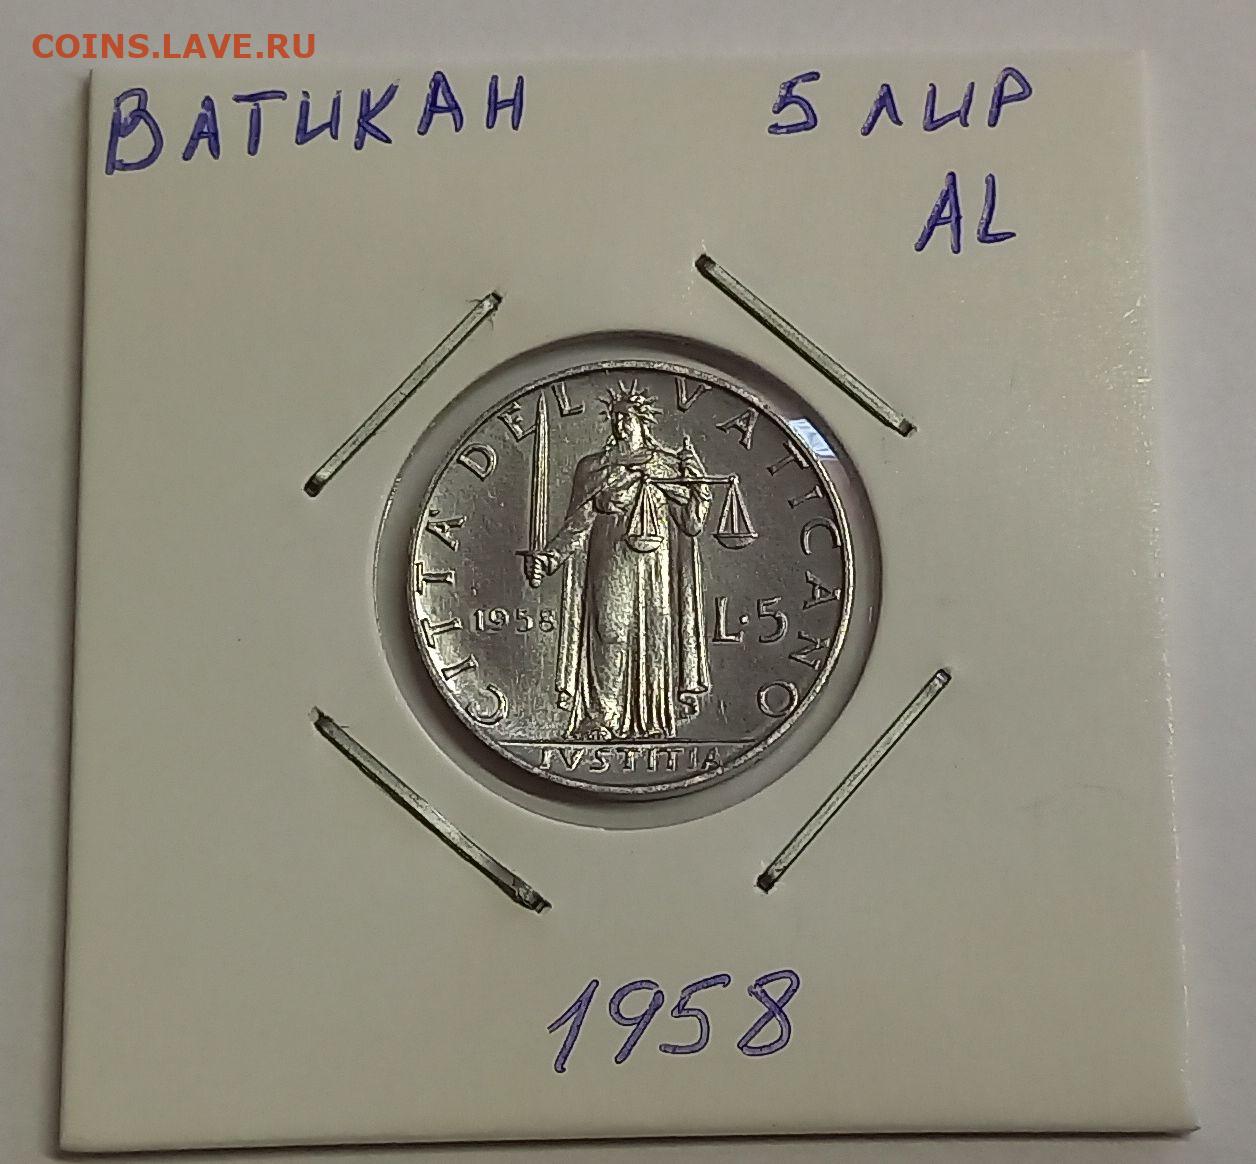 COINS.LAVE.RU
ВАТИКАН 5 ЛИР
AL
CITTA' DEL VATICANO
1958 L·5
IVSTITIA
1958